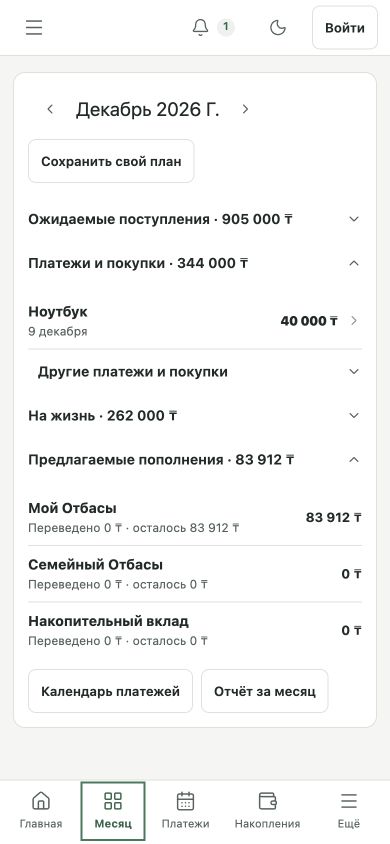 1
Войти
Декабрь 2026 Г.
Сохранить свой план
Ожидаемые поступления · 905 000 ₸
Платежи и покупки · 344 000 ₸
Ноутбук
9 декабря
40 000 ₸
Другие платежи и покупки
На жизнь · 262 000 ₸
Предлагаемые пополнения · 83 912 ₸
Мой Отбасы
Переведено 0 ₸ · осталось 83 912 ₸
83 912 ₸
Семейный Отбасы
Переведено 0 ₸ · осталось 0 ₸
0 ₸
Накопительный вклад
Переведено 0 ₸ · осталось 0 ₸
0 ₸
Календарь платежей
Отчёт за месяц
Главная
Месяц
Платежи
Накопления
Ещё